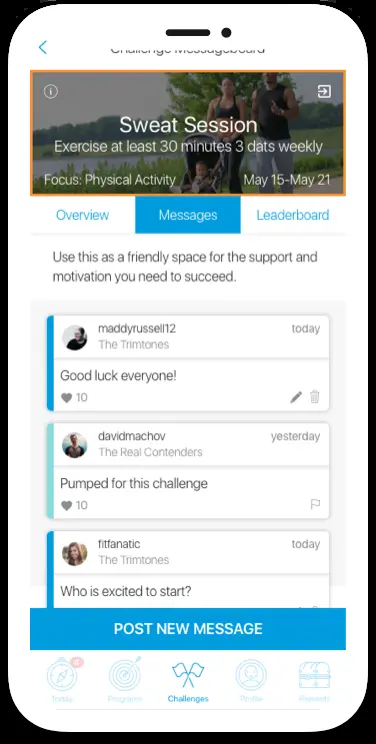 Challenge Messageboard
Sweat Session
Exercise at least 30 minutes 3 dats weekly
Focus: Physical Activity May 15-May 21
Overview Messages Leaderboard
Use this as a friendly space for the support and
motivation you need to succeed.
maddyrussell12 today
The Trimtones
Good luck everyone!
10
davidmachov yesterday
The Real Contenders
Pumped for this challenge
10
fitfanatic today
The Trimtones
Who is excited to start?
POST NEW MESSAGE
Today Programs Challenges Profile Rewards